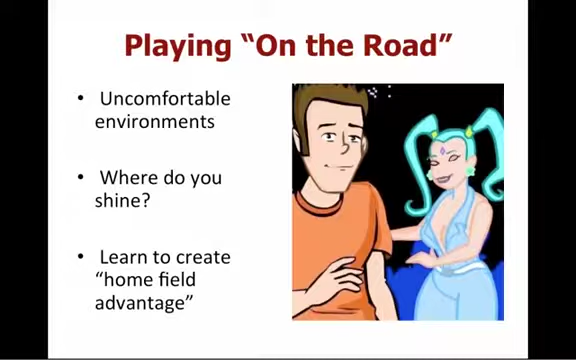 Playing “On the Road”
• Uncomfortable
environments
• Where do you
shine?
• Learn to create
“home field
advantage”